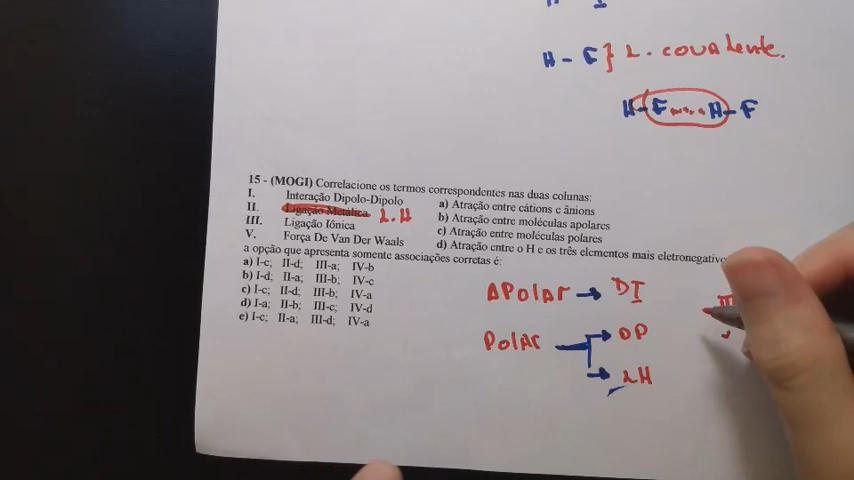 H - F } L. covalente.
H - F ..... H - F
15 - (MOGI) Correlacione os termos correspondentes nas duas colunas:
I. Interação Dipolo-Dipolo
II. Ligação Metálica L.H
III. Ligação Iônica
V. Força De Van Der Waals
a) Atração entre cátions e ânions
b) Atração entre moléculas apolares
c) Atração entre moléculas polares
d) Atração entre o H e os três elementos mais eletronegativo
a opção que apresenta somente associações corretas é:
a) I-c; II-d; III-a; IV-b
b) I-d; II-a; III-b; IV-c
c) I-c; II-d; III-b; IV-a
d) I-a; II-b; III-c; IV-d
e) I-c; II-a; III-d; IV-a
APOLAR → DI
POLAR → DP
→ LH